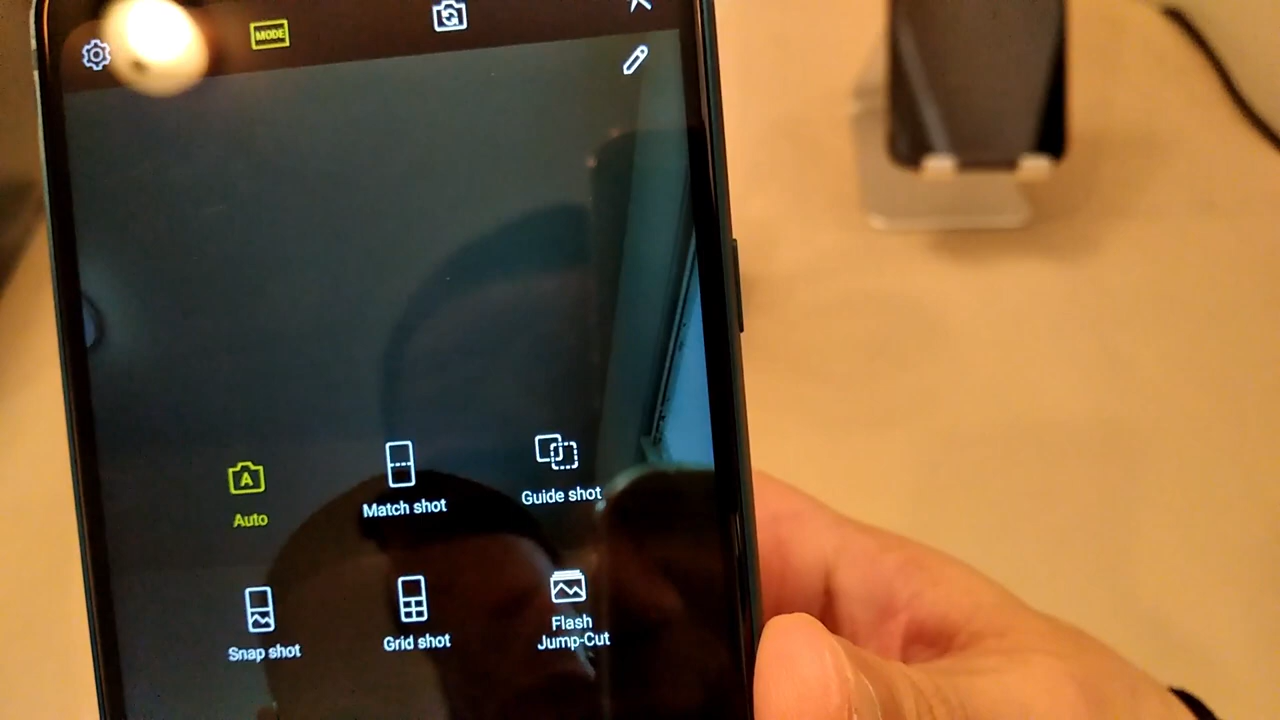 MODE
A
Auto
Match shot
Guide shot
Snap shot
Grid shot
Flash
Jump-Cut